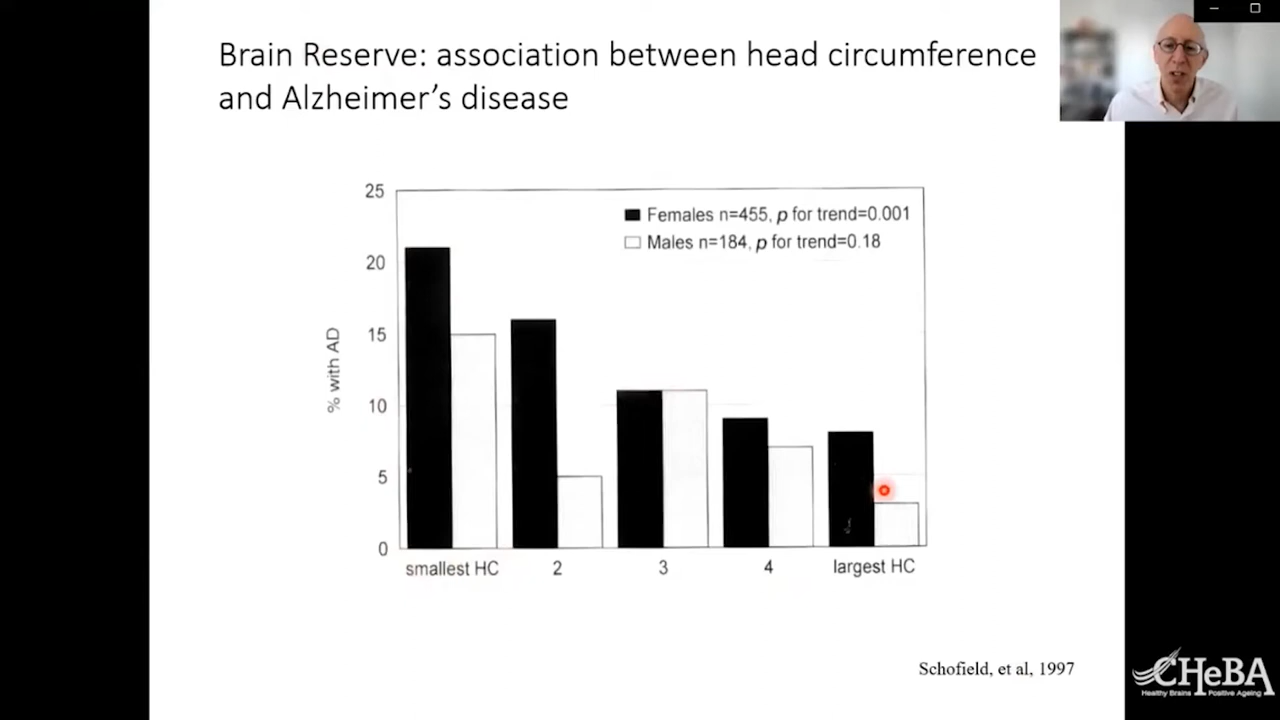 Brain Reserve: association between head circumference
and Alzheimer’s disease
25
20
15
10
5
0
% with AD
Females n=455, p for trend=0.001
Males n=184, p for trend=0.18
smallest HC 2 3 4 largest HC
Schofield, et al, 1997
CHeBA
Healthy Brains Positive Ageing